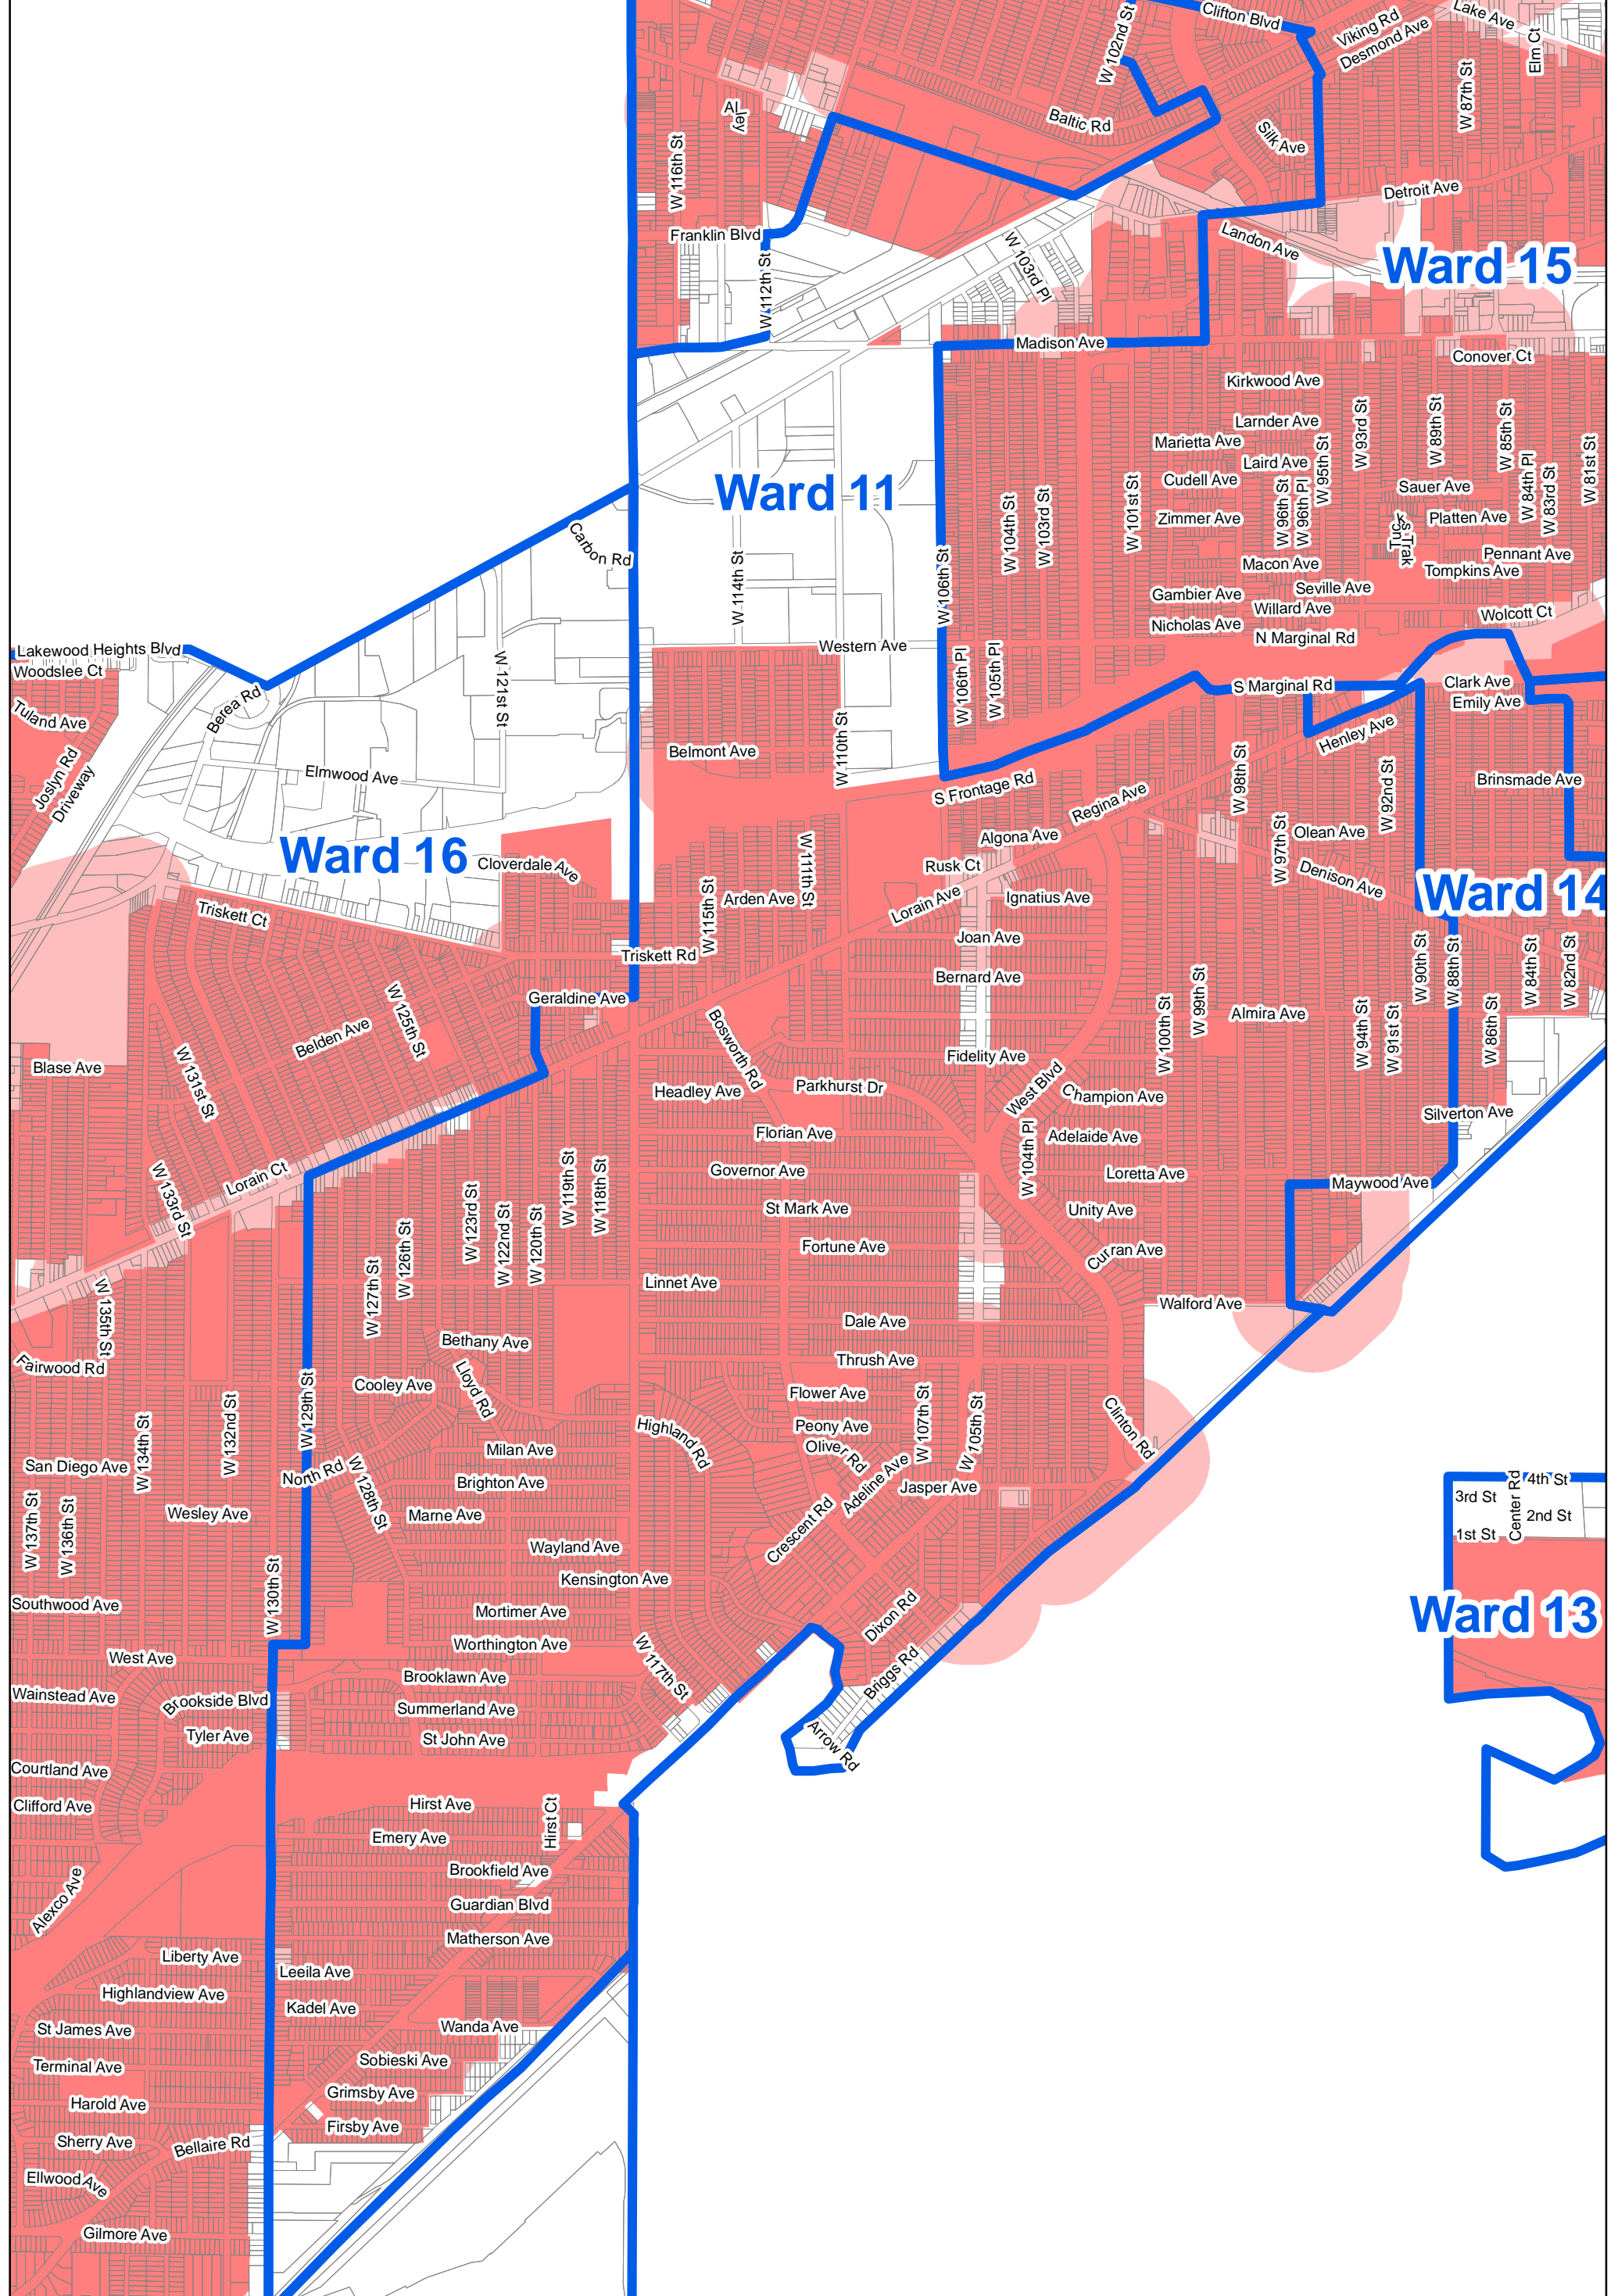 Clifton Blvd
Lake Ave
Viking Rd
W 102nd St
Desmond Ave
Elm Ct
W 87th St
Alley
Baltic Rd
Silk Ave
W 116th St
Detroit Ave
Franklin Blvd
Landon Ave
W 103rd Pl
Ward 15
W 112th St
Madison Ave
Conover Ct
Kirkwood Ave
Larnder Ave
W 93rd St
W 89th St
W 85th St
Marietta Ave
Laird Ave
W 95th St
W 81st St
Cudell Ave
Ward 11
Sauer Ave
W 84th Pl
W 83rd St
W 104th St
W 103rd St
W 101st St
Zimmer Ave
W 96th St
W 96th Pl
Platten Ave
Carbon Rd
W 114th St
W 106th St
Macon Ave
Pennant Ave
Tompkins Ave
Gambier Ave
Seville Ave
Willard Ave
Wolcott Ct
Nicholas Ave
N Marginal Rd
Lakewood Heights Blvd
Western Ave
Woodslee Ct
W 121st St
W 106th Pl
W 105th Pl
S Marginal Rd
Clark Ave
Emily Ave
Tuland Ave
Berea Rd
Henley Ave
Belmont Ave
W 110th St
Joslyn Rd
Driveway
Elmwood Ave
S Frontage Rd
W 98th St
W 92nd St
Brinsmade Ave
Regina Ave
Algona Ave
Olean Ave
Ward 16
Cloverdale Ave
W 111th St
Rusk Ct
W 97th St
Denison Ave
Ward 14
Triskett Ct
W 115th St
Arden Ave
Lorain Ave
Ignatius Ave
Joan Ave
Triskett Rd
Bernard Ave
W 90th St
W 88th St
W 84th St
W 82nd St
Geraldine Ave
W 125th St
W 99th St
Almira Ave
W 100th St
W 94th St
W 91st St
W 86th St
Belden Ave
Bosworth Rd
Fidelity Ave
Blase Ave
W 131st St
Headley Ave
Parkhurst Dr
West Blvd
Champion Ave
Silverton Ave
Florian Ave
Adelaide Ave
W 104th Pl
Governor Ave
Loretta Ave
Maywood Ave
Lorain Ct
W 133rd St
W 119th St
W 118th St
W 123rd St
W 122nd St
W 120th St
St Mark Ave
Unity Ave
W 126th St
Fortune Ave
Curran Ave
W 127th St
Linnet Ave
W 135th St
Walford Ave
Dale Ave
Bethany Ave
Fairwood Rd
Thrush Ave
Cooley Ave
Lloyd Rd
Flower Ave
W 129th St
W 107th St
W 105th St
Clinton Rd
W 134th St
W 132nd St
Highland Rd
Peony Ave
Milan Ave
Oliver Rd
San Diego Ave
North Rd
W 128th St
Brighton Ave
Adeline Ave
Jasper Ave
4th St
3rd St
Center Rd
2nd St
1st St
W 137th St
W 136th St
Wesley Ave
Marne Ave
Crescent Rd
Wayland Ave
Kensington Ave
W 130th St
Southwood Ave
Mortimer Ave
Dixon Rd
Ward 13
Worthington Ave
West Ave
W 117th St
Brooklawn Ave
Briggs Rd
Wainstead Ave
Brookside Blvd
Summerland Ave
Tyler Ave
St John Ave
Arrow Rd
Courtland Ave
Clifford Ave
Hirst Ave
Hirst Ct
Emery Ave
Brookfield Ave
Alexco Ave
Guardian Blvd
Matherson Ave
Liberty Ave
Leeila Ave
Highlandview Ave
Kadel Ave
St James Ave
Wanda Ave
Terminal Ave
Sobieski Ave
Grimsby Ave
Harold Ave
Firsby Ave
Sherry Ave
Bellaire Rd
Ellwood Ave
Gilmore Ave